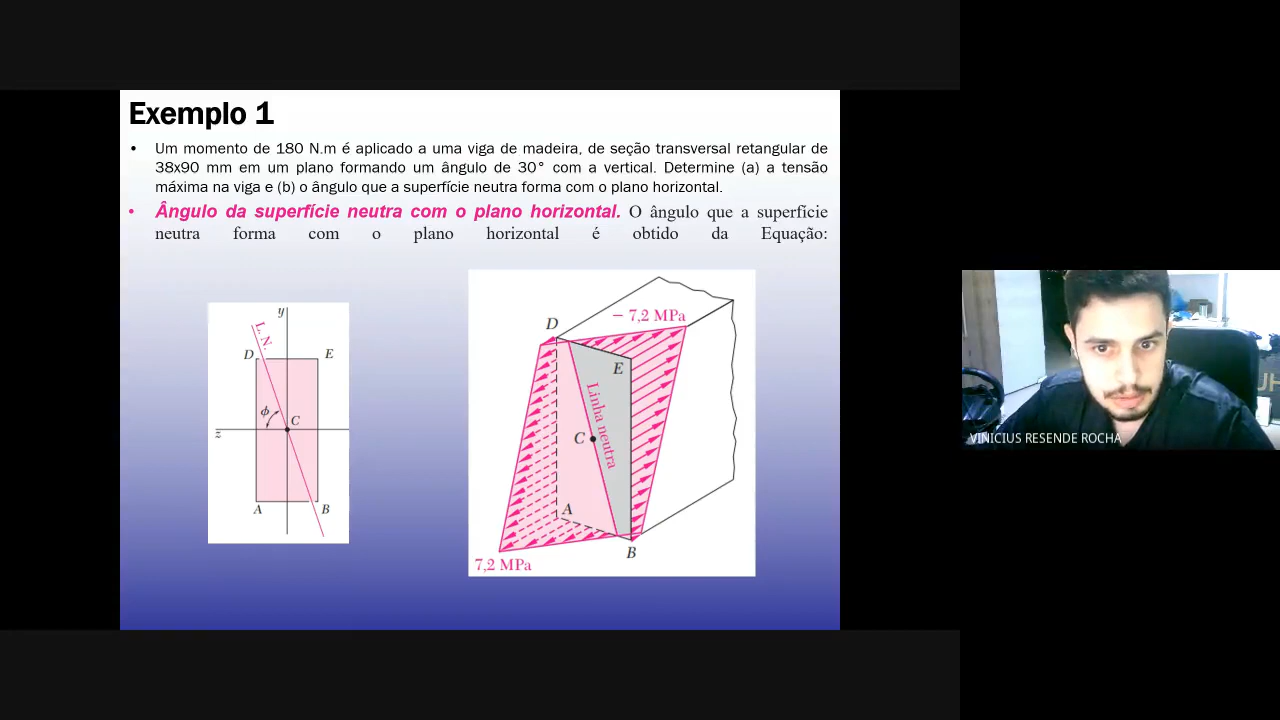 Exemplo 1
• Um momento de 180 N.m é aplicado a uma viga de madeira, de seção transversal retangular de
38x90 mm em um plano formando um ângulo de 30° com a vertical. Determine (a) a tensão
máxima na viga e (b) o ângulo que a superfície neutra forma com o plano horizontal.
• Ângulo da superfície neutra com o plano horizontal. O ângulo que a superfície
neutra forma com o plano horizontal é obtido da Equação:
y
L. N.
D
E
ϕ
C
z
A
B
D
− 7,2 MPa
E
Linha neutra
C
A
B
7,2 MPa
VINICIUS RESENDE ROCHA